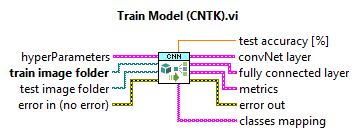 Train Model (CNTK).vi
test accuracy [%]
hyperParameters
CNN
convNet layer
train image folder
fully connected layer
test image folder
metrics
error in (no error)
error out
classes mapping